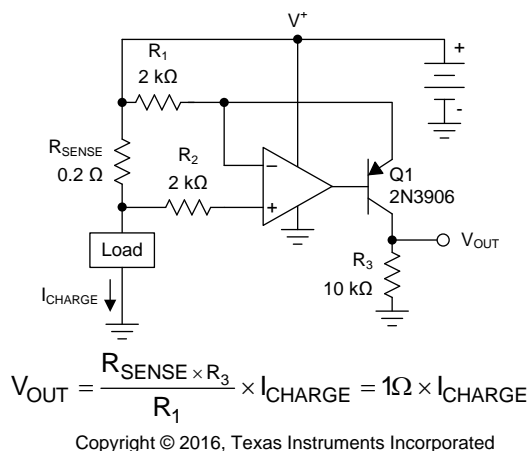 V+
R1
2 kΩ
+
-
RSENSE
0.2 Ω
R2
2 kΩ
−
+
Q1
2N3906
Load
VOUT
R3
10 kΩ
ICHARGE
VOUT = RSENSE × R3 / R1 × ICHARGE = 1Ω × ICHARGE
Copyright © 2016, Texas Instruments Incorporated